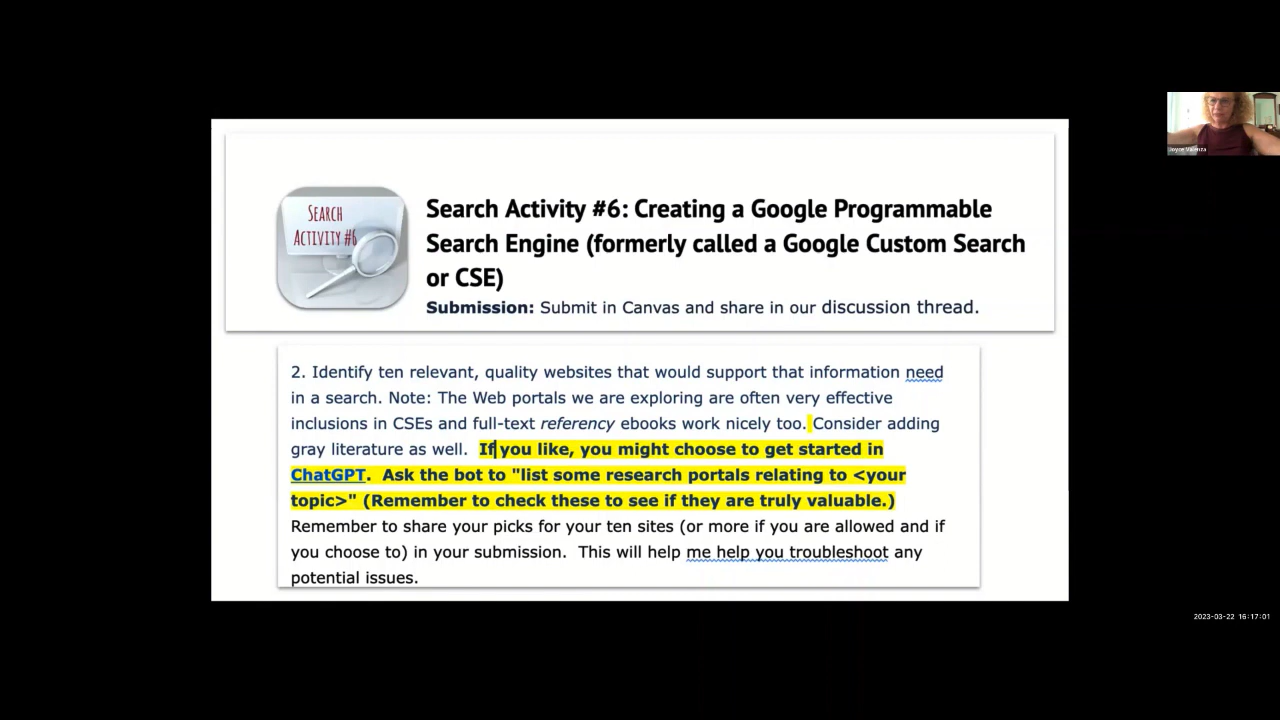 SEARCH
ACTIVITY #6
Search Activity #6: Creating a Google Programmable
Search Engine (formerly called a Google Custom Search
or CSE)
Submission: Submit in Canvas and share in our discussion thread.
2. Identify ten relevant, quality websites that would support that information need
in a search. Note: The Web portals we are exploring are often very effective
inclusions in CSEs and full-text referency ebooks work nicely too. Consider adding
gray literature as well. If you like, you might choose to get started in
ChatGPT. Ask the bot to "list some research portals relating to <your
topic>" (Remember to check these to see if they are truly valuable.)
Remember to share your picks for your ten sites (or more if you are allowed and if
you choose to) in your submission. This will help me help you troubleshoot any
potential issues.
Joyce Valenza
2023-03-22 16:17:01